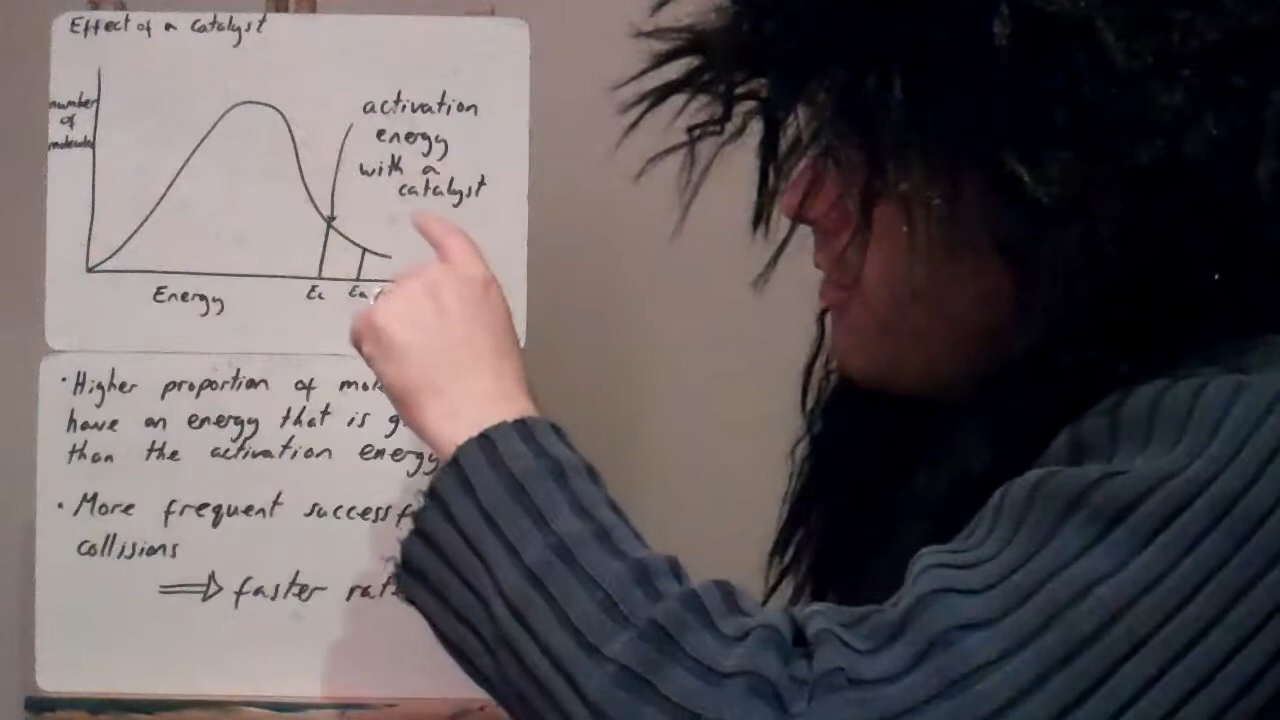 Effect of a Catalyst
number
of
molecules
activation
energy
with a
catalyst
Energy
Ec
Ea
· Higher proportion of
have an energy that is
than the activation energy
· More frequent
collisions
⇒ faster